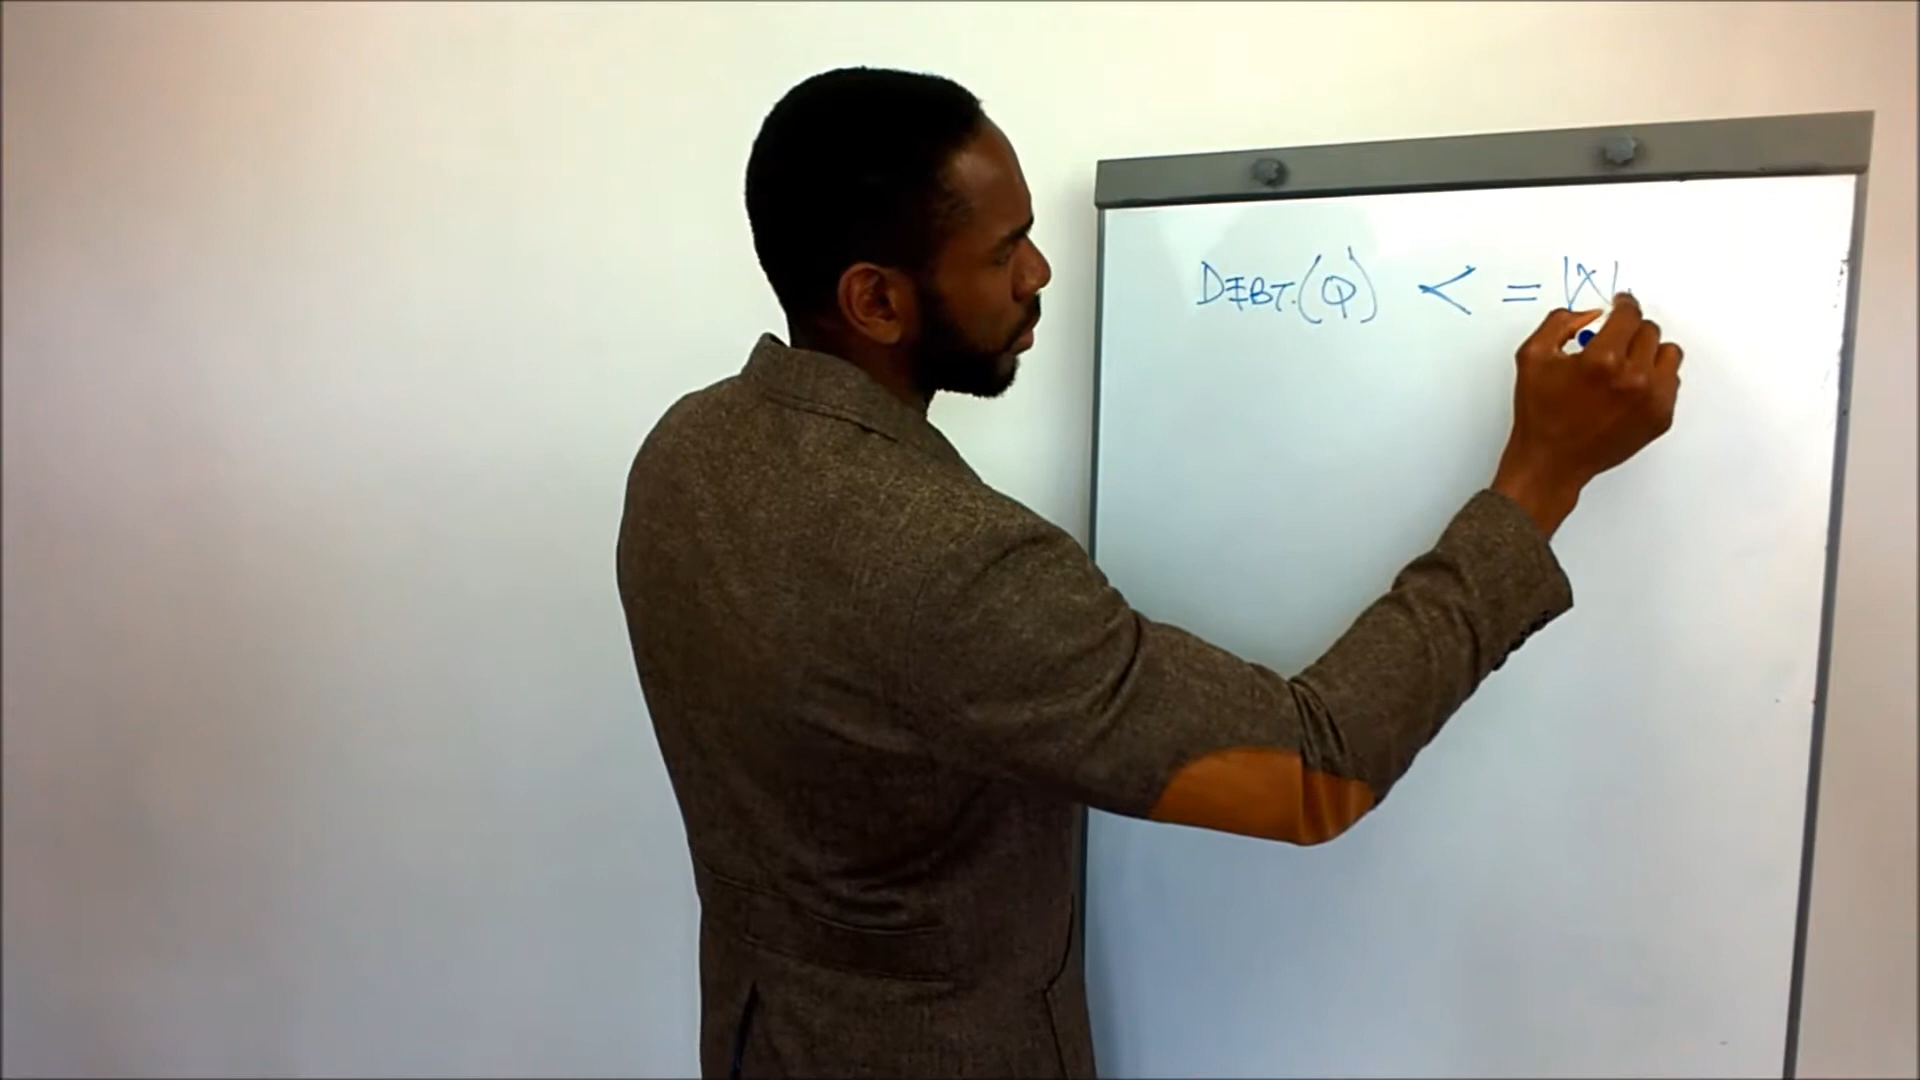 DEBT.(Q) < = |X|